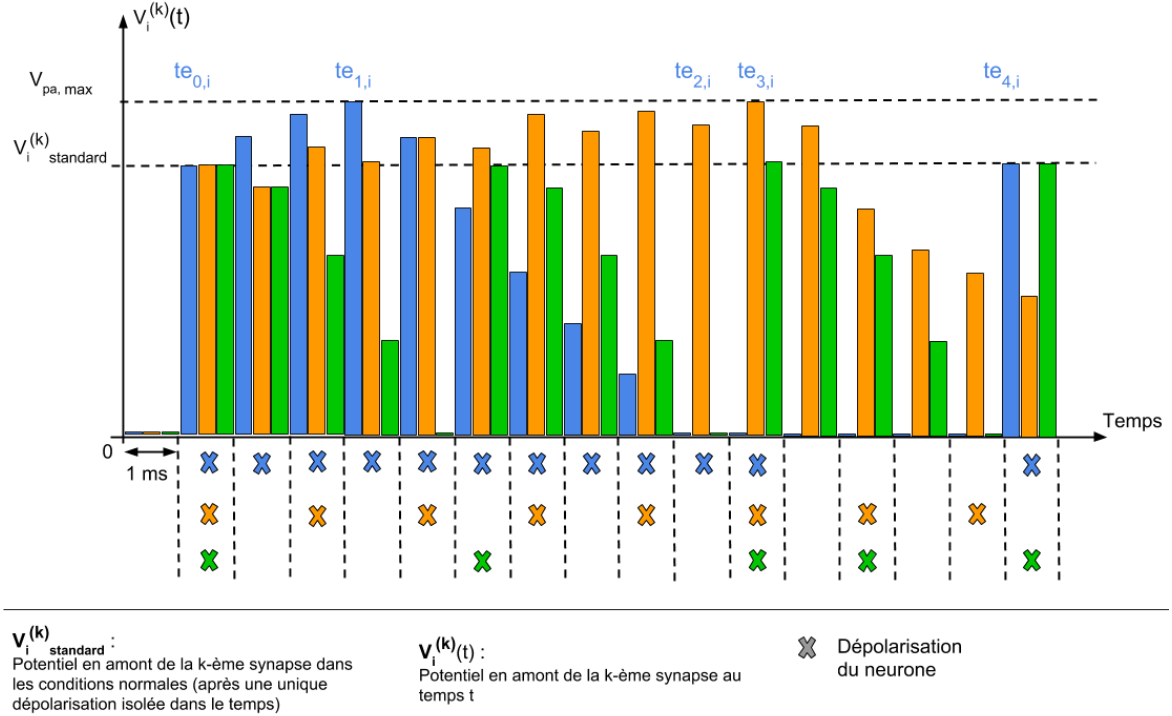 V_i^(k)(t)
te_0,i te_1,i te_2,i te_3,i te_4,i
V_pa, max
V_i^(k)_standard
Temps
0
1 ms
V_i^(k)_standard :
Potentiel en amont de la k-ème synapse dans
les conditions normales (après une unique
dépolarisation isolée dans le temps)
V_i^(k)(t) :
Potentiel en amont de la k-ème synapse au
temps t
Dépolarisation
du neurone